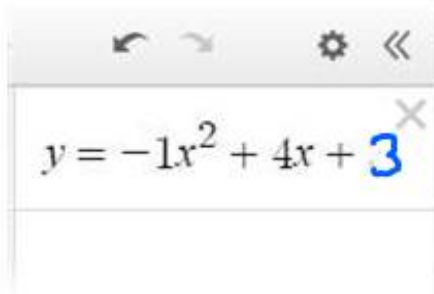 y = −1x² + 4x + 3